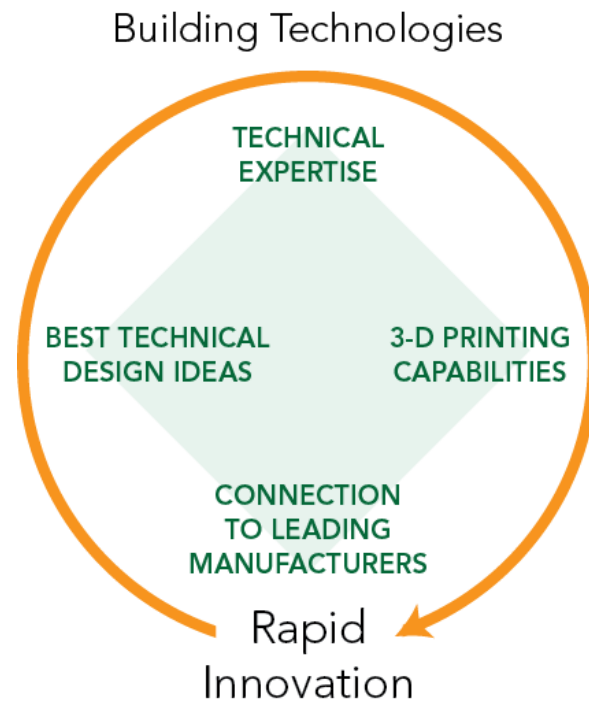 Building Technologies
TECHNICAL
EXPERTISE
BEST TECHNICAL
DESIGN IDEAS
3-D PRINTING
CAPABILITIES
CONNECTION
TO LEADING
MANUFACTURERS
Rapid
Innovation